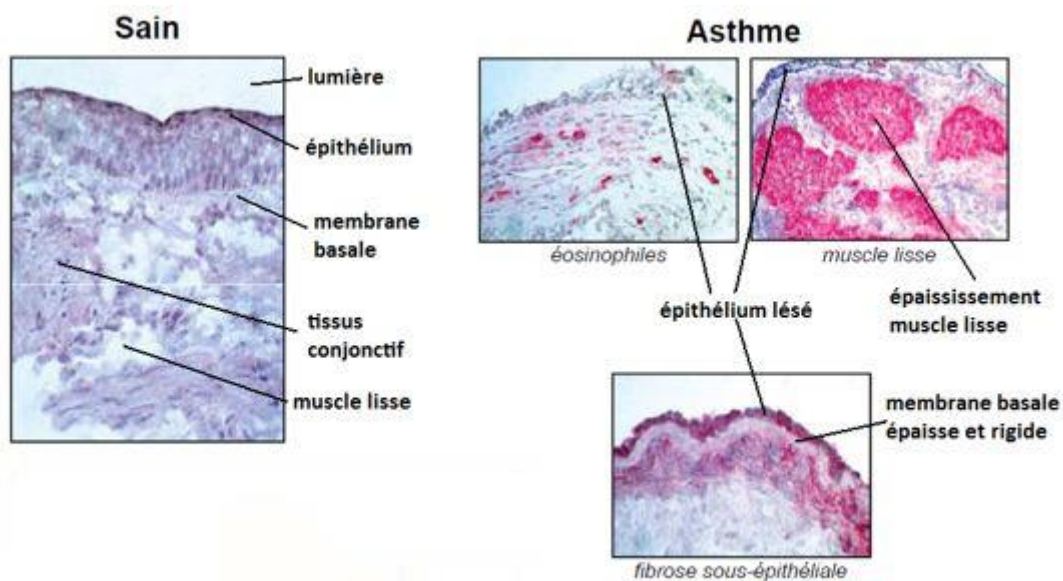 Sain
lumière
épithélium
membrane
basale
tissus
conjonctif
muscle lisse
Asthme
éosinophiles
muscle lisse
épithélium lésé
épaississement
muscle lisse
membrane basale
épaisse et rigide
fibrose sous-épithéliale